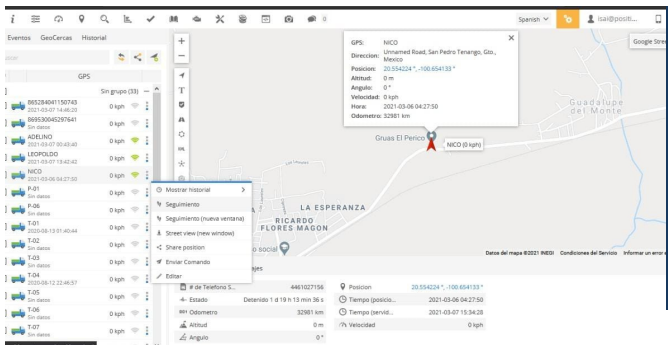 0
Spanish
isai@positi...
Eventos GeoCercas Historial
GPS
Sin grupo (33)
865284041150743
2021-03-07 14:46:20
0 kph
869530045297641
Sin datos
0 kph
ADELINO
2021-03-07 00:43:40
0 kph
LEOPOLDO
2021-03-07 13:42:42
0 kph
NICO
2021-03-06 04:27:50
0 kph
P-01
Sin datos
0 kph
P-06
Sin datos
0 kph
T-01
2020-08-13 01:40:44
0 kph
T-02
Sin datos
0 kph
T-03
Sin datos
0 kph
T-04
2020-08-12 22:46:57
0 kph
T-05
Sin datos
0 kph
T-06
Sin datos
0 kph
T-07
Sin datos
0 kph
Mostrar historial
Seguimiento
Seguimiento (nueva ventana)
Street view (new window)
Share position
Enviar Comando
Editar
GPS: NICO
Direccion: Unnamed Road, San Pedro Tenango, Gto.,
Mexico
Posicion: 20.554224 °, -100.654133 °
Altitud: 0 m
Angulo: 0 °
Velocidad: 0 kph
Hora: 2021-03-06 04:27:50
Odometro: 32981 km
Google Stree
Guadalupe
del Monte
Gruas El Perico
NICO (0 kph)
LA ESPERANZA
RICARDO
FLORES MAGON
o social
Datos del mapa ©2021 INEGI Condiciones del Servicio Informar un error e
ajes
# de Telefono S... 4461027156
Estado Detenido 1 d 19 h 13 min 36 s
Odometro 32981 km
Altitud 0 m
Angulo 0 °
Posicion 20.554224 °, -100.654133 °
Tiempo (posicio... 2021-03-06 04:27:50
Tiempo (servid... 2021-03-07 15:34:28
Velocidad 0 kph